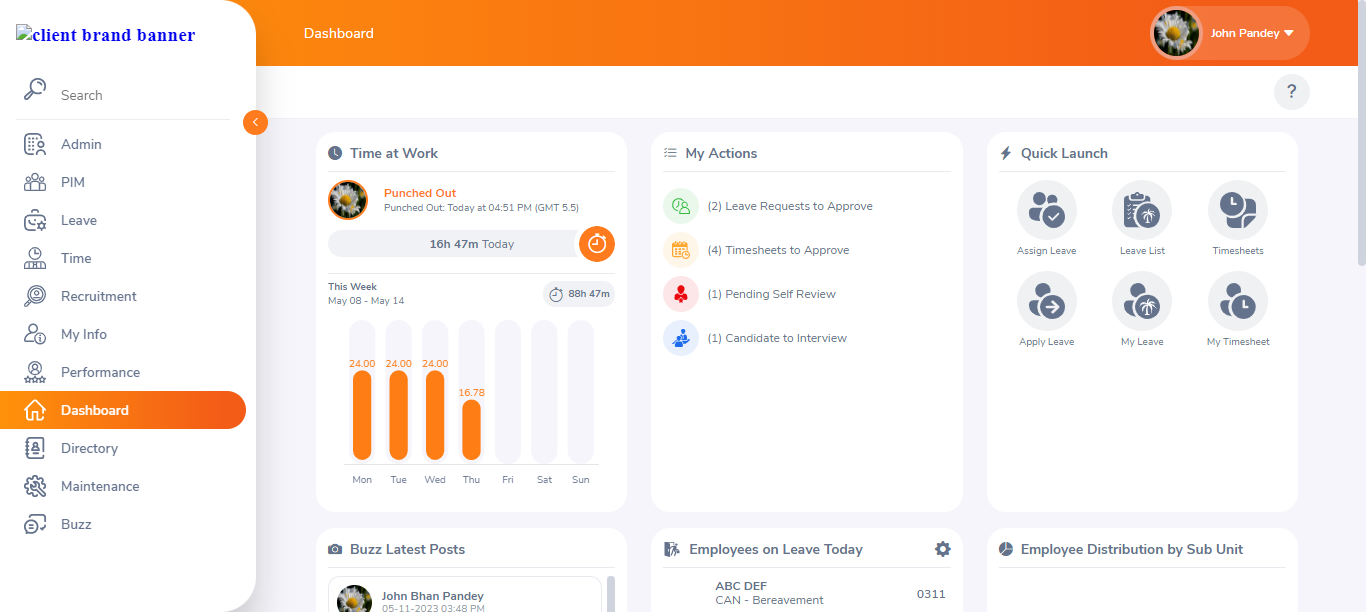 client brand banner
Dashboard
John Pandey
Search
?
Admin
PIM
Leave
Time
Recruitment
My Info
Performance
Dashboard
Directory
Maintenance
Buzz
Time at Work
Punched Out
Punched Out: Today at 04:51 PM (GMT 5.5)
16h 47m Today
This Week
May 08 - May 14
88h 47m
24.00 24.00 24.00
16.78
Mon Tue Wed Thu Fri Sat Sun
My Actions
(2) Leave Requests to Approve
(4) Timesheets to Approve
(1) Pending Self Review
(1) Candidate to Interview
Quick Launch
Assign Leave Leave List Timesheets
Apply Leave My Leave My Timesheet
Buzz Latest Posts
John Bhan Pandey
05-11-2023 03:48 PM
Employees on Leave Today
ABC DEF
CAN - Bereavement
0311
Employee Distribution by Sub Unit